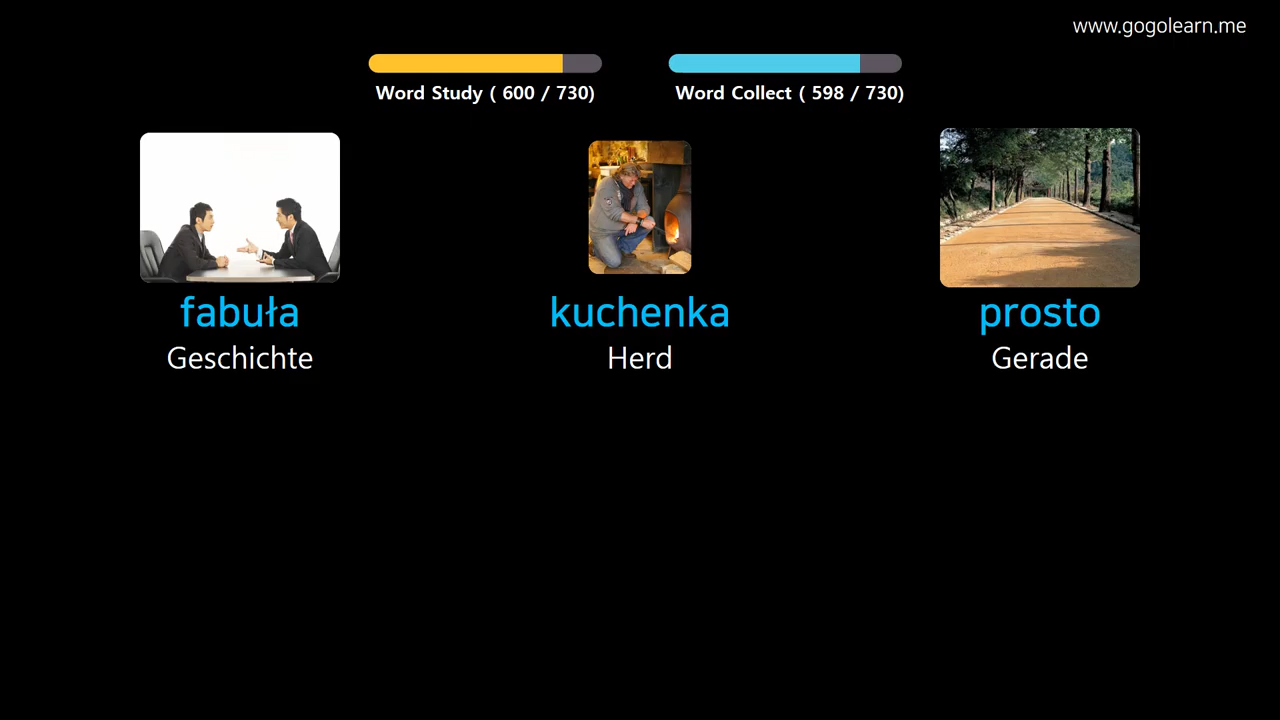 www.gogolearn.me
Word Study ( 600 / 730)
Word Collect ( 598 / 730)
fabuła
Geschichte
kuchenka
Herd
prosto
Gerade